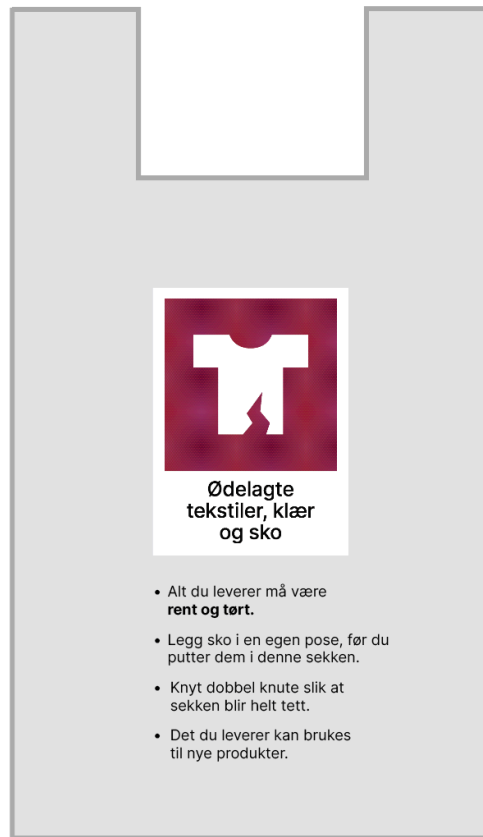 Ødelagte
tekstiler, klær
og sko
• Alt du leverer må være
rent og tørt.
• Legg sko i en egen pose, før du
putter dem i denne sekken.
• Knyt dobbel knute slik at
sekken blir helt tett.
• Det du leverer kan brukes
til nye produkter.